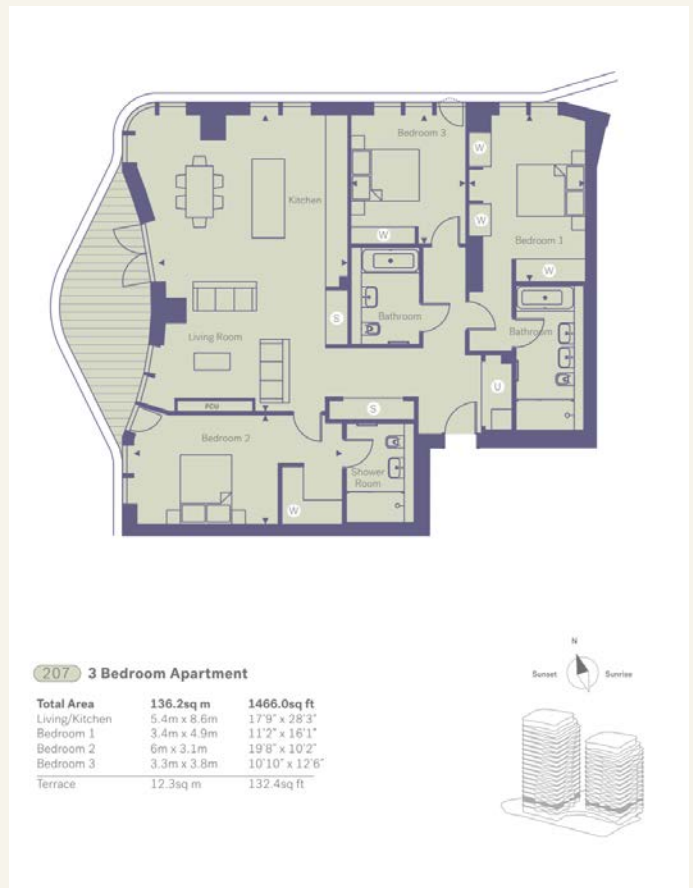 Bedroom 3
W
Kitchen
W
W
Bedroom 1
W
Bathroom
S
Living Room
Bathroom
U
FCU
S
Bedroom 2
Shower
Room
W
N
Sunset
Sunrise
207 3 Bedroom Apartment
Total Area 136.2sq m 1466.0sq ft
Living/Kitchen 5.4m x 8.6m 17'9" x 28'3"
Bedroom 1 3.4m x 4.9m 11'2" x 16'1"
Bedroom 2 6m x 3.1m 19'8" x 10'2"
Bedroom 3 3.3m x 3.8m 10'10" x 12'6"
Terrace 12.3sq m 132.4sq ft